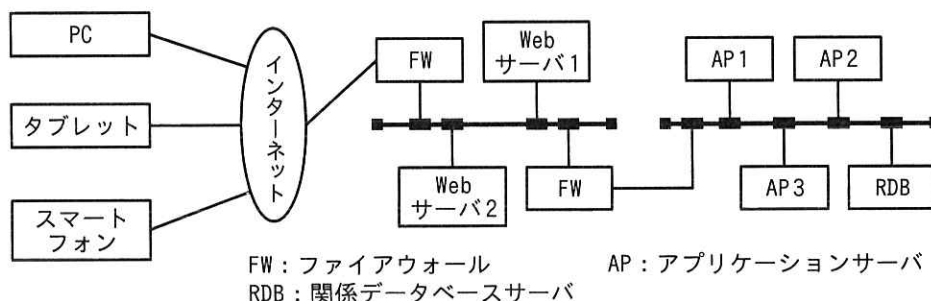 PC
タブレット
スマート
フォン
インターネット
FW
Web
サーバ1
Web
サーバ2
FW
AP1
AP2
AP3
RDB
FW:ファイアウォール
AP:アプリケーションサーバ
RDB:関係データベースサーバ